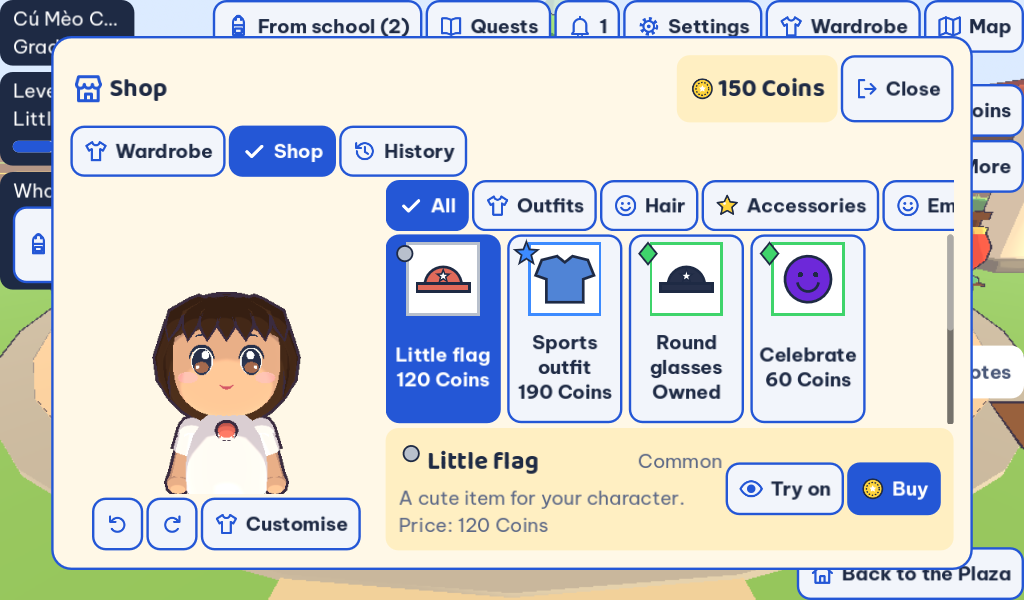 Cú Mèo C...
From school (2)
Quests
1
Settings
Wardrobe
Map
Shop
150 Coins
Close
Wardrobe
Shop
History
All
Outfits
Hair
Accessories
Little flag
120 Coins
Sports
outfit
190 Coins
Round
glasses
Owned
Celebrate
60 Coins
Little flag
Common
A cute item for your character.
Price: 120 Coins
Try on
Buy
Customise
Back to the Plaza